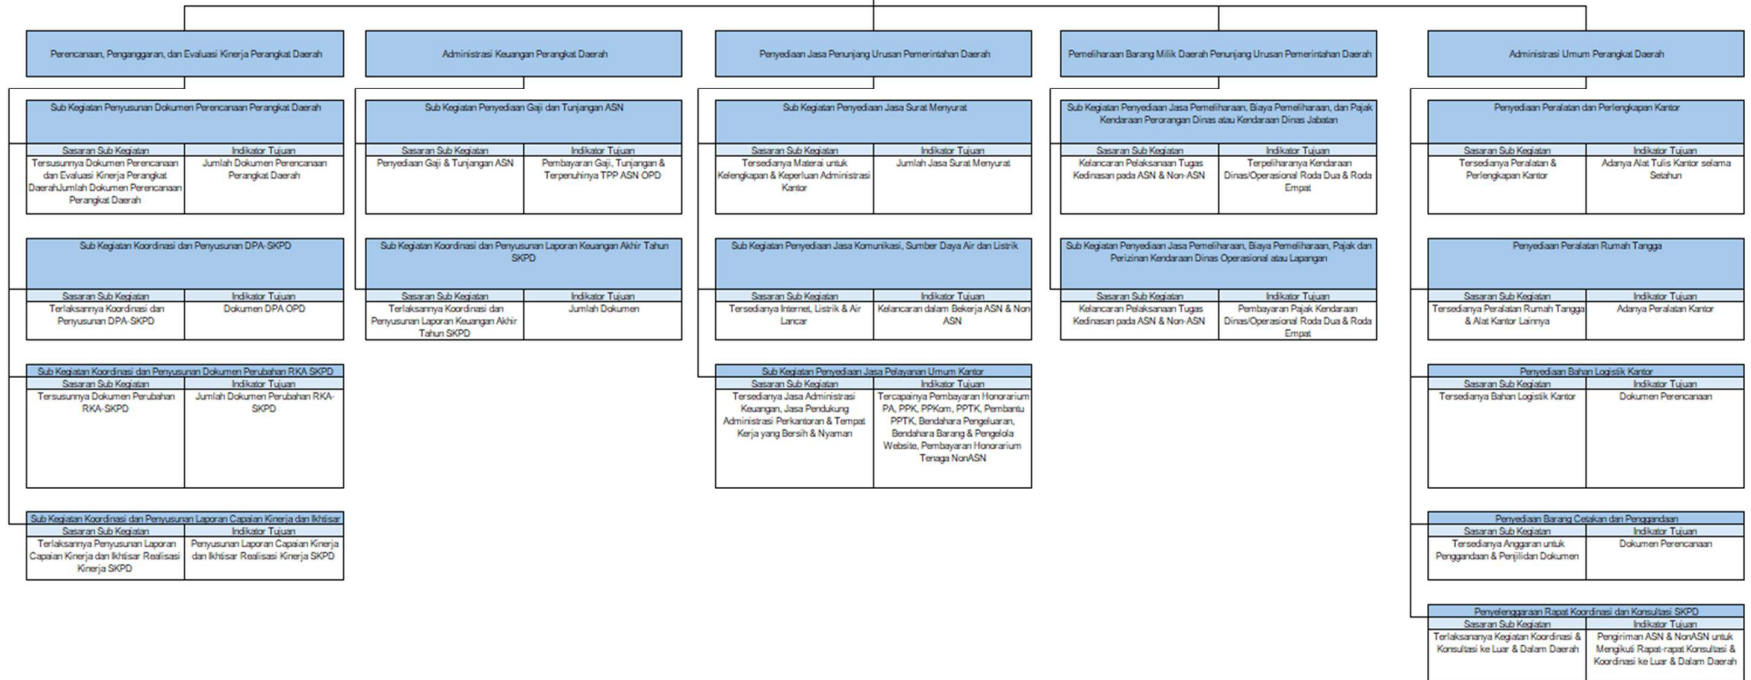 Perencanaan, Penganggaran, dan Evaluasi Kinerja Perangkat Daerah
Sub Kegiatan Penyusunan Dokumen Perencanaan Perangkat Daerah
Sasaran Sub Kegiatan
Indikator Tujuan
Tersusunnya Dokumen Perencanaan
dan Evaluasi Kinerja Perangkat
DaerahJumlah Dokumen Perencanaan
Perangkat Daerah
Jumlah Dokumen Perencanaan
Perangkat Daerah
Sub Kegiatan Koordinasi dan Penyusunan DPA-SKPD
Sasaran Sub Kegiatan
Indikator Tujuan
Terlaksannya Koordinasi dan
Penyusunan DPA-SKPD
Dokumen DPA OPD
Sub Kegiatan Koordinasi dan Penyusunan Dokumen Perubahan RKA SKPD
Sasaran Sub Kegiatan
Indikator Tujuan
Tersusunnya Dokumen Perubahan
RKA-SKPD
Jumlah Dokumen Perubahan RKA-
SKPD
Sub Kegiatan Koordinasi dan Penyusunan Laporan Capaian Kinerja dan Ikhtisar
Sasaran Sub Kegiatan
Indikator Tujuan
Terlaksannya Penyusunan Laporan
Capaian Kinerja dan Ikhtisar Realisasi
Kinerja SKPD
Penyusunan Laporan Capaian Kinerja
dan Ikhtisar Realisasi Kinerja SKPD
Administrasi Keuangan Perangkat Daerah
Sub Kegiatan Penyediaan Gaji dan Tunjangan ASN
Sasaran Sub Kegiatan
Indikator Tujuan
Penyediaan Gaji & Tunjangan ASN
Pembayaran Gaji, Tunjangan &
Terpenuhinya TPP ASN OPD
Sub Kegiatan Koordinasi dan Penyusunan Laporan Keuangan Akhir Tahun
SKPD
Sasaran Sub Kegiatan
Indikator Tujuan
Terlaksannya Koordinasi dan
Penyusunan Laporan Keuangan Akhir
Tahun SKPD
Jumlah Dokumen
Penyediaan Jasa Penunjang Urusan Pemerintahan Daerah
Sub Kegiatan Penyediaan Jasa Surat Menyurat
Sasaran Sub Kegiatan
Indikator Tujuan
Tersedianya Materai untuk
Kelengkapan & Keperluan Administrasi
Kantor
Jumlah Jasa Surat Menyurat
Sub Kegiatan Penyediaan Jasa Komunikasi, Sumber Daya Air dan Listrik
Sasaran Sub Kegiatan
Indikator Tujuan
Tersedianya Internet, Listrik & Air
Lancar
Kelancaran dalam Bekerja ASN & Non
ASN
Sub Kegiatan Penyediaan Jasa Pelayanan Umum Kantor
Sasaran Sub Kegiatan
Indikator Tujuan
Tersedianya Jasa Administrasi
Keuangan, Jasa Pendukung
Administrasi Perkantoran & Tempat
Kerja yang Bersih & Nyaman
Tercapainya Pembayaran Honorarium
PA, PPK, PPKom, PPTK, Pembantu
PPTK, Bendahara Pengeluaran,
Bendahara Barang & Pengelola
Website, Pembayaran Honorarium
Tenaga NonASN
Pemeliharaan Barang Milik Daerah Penunjang Urusan Pemerintahan Daerah
Sub Kegiatan Penyediaan Jasa Pemeliharaan, Biaya Pemeliharaan, dan Pajak
Kendaraan Perorangan Dinas atau Kendaraan Dinas Jabatan
Sasaran Sub Kegiatan
Indikator Tujuan
Kelancaran Pelaksanaan Tugas
Kedinasan pada ASN & Non-ASN
Terpeliharanya Kendaraan
Dinas/Operasional Roda Dua & Roda
Empat
Sub Kegiatan Penyediaan Jasa Pemeliharaan, Biaya Pemeliharaan, Pajak dan
Perizinan Kendaraan Dinas Operasional atau Lapangan
Sasaran Sub Kegiatan
Indikator Tujuan
Kelancaran Pelaksanaan Tugas
Kedinasan pada ASN & Non-ASN
Pembayaran Pajak Kendaraan
Dinas/Operasional Roda Dua & Roda
Empat
Administrasi Umum Perangkat Daerah
Penyediaan Peralatan dan Perlengkapan Kantor
Sasaran Sub Kegiatan
Indikator Tujuan
Tersedianya Peralatan &
Perlengkapan Kantor
Adanya Alat Tulis Kantor selama
Setahun
Penyediaan Peralatan Rumah Tangga
Sasaran Sub Kegiatan
Indikator Tujuan
Tersedianya Peralatan Rumah Tangga
& Alat Kantor Lainnya
Adanya Peralatan Kantor
Penyediaan Bahan Logistik Kantor
Sasaran Sub Kegiatan
Indikator Tujuan
Tersedianya Bahan Logistik Kantor
Dokumen Perencanaan
Penyediaan Barang Cetakan dan Penggandaan
Sasaran Sub Kegiatan
Indikator Tujuan
Tersedianya Anggaran untuk
Penggandaan & Penjilidan Dokumen
Dokumen Perencanaan
Penyelenggaraan Rapat Koordinasi dan Konsultasi SKPD
Sasaran Sub Kegiatan
Indikator Tujuan
Terlaksananya Kegiatan Koordinasi &
Konsultasi ke Luar & Dalam Daerah
Pengiriman ASN & NonASN untuk
Mengikuti Rapat-rapat Konsultasi &
Koordinasi ke Luar & Dalam Daerah